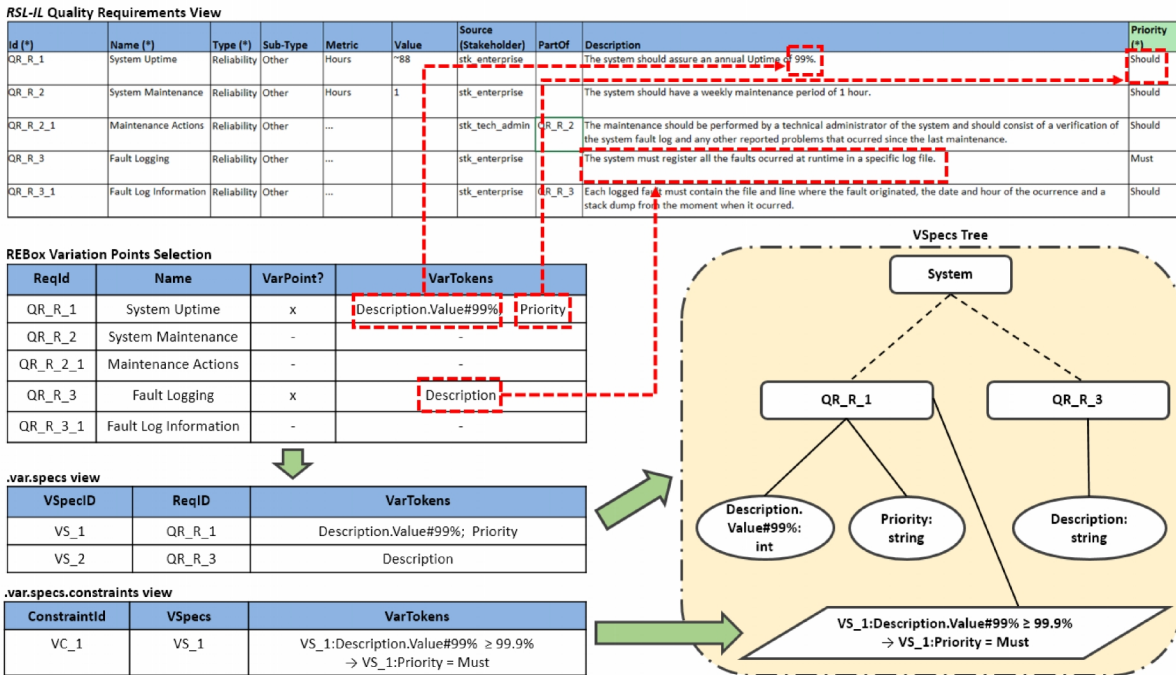 RSL-IL Quality Requirements View
Id (*) Name (*) Type (*) Sub-Type Metric Value Source (Stakeholder) PartOf Description Priority (*)
QR_R_1 System Uptime Reliability Other Hours ~88 stk_enterprise The system should assure an annual Uptime of 99%. Should
QR_R_2 System Maintenance Reliability Other Hours 1 stk_enterprise The system should have a weekly maintenance period of 1 hour. Should
QR_R_2_1 Maintenance Actions Reliability Other ... stk_tech_admin QR_R_2 The maintenance should be performed by a technical administrator of the system and should consist of a verification of Should
the system fault log and any other reported problems that ocurred since the last maintenance.
QR_R_3 Fault Logging Reliability Other ... stk_enterprise The system must register all the faults ocurred at runtime in a specific log file. Must
QR_R_3_1 Fault Log Information Reliability Other ... stk_enterprise QR_R_3 Each logged fault must contain the file and line where the fault originated, the date and hour of the ocurrence and a Should
stack dump from the moment when it ocurred.
REBox Variation Points Selection
ReqId Name VarPoint? VarTokens
QR_R_1 System Uptime x Description.Value#99% Priority
QR_R_2 System Maintenance - -
QR_R_2_1 Maintenance Actions - -
QR_R_3 Fault Logging x Description
QR_R_3_1 Fault Log Information - -
.var.specs view
VSpecID ReqID VarTokens
VS_1 QR_R_1 Description.Value#99%; Priority
VS_2 QR_R_3 Description
.var.specs.constraints view
ConstraintId VSpecs VarTokens
VC_1 VS_1 VS_1:Description.Value#99% ≥ 99.9%
→ VS_1:Priority = Must
VSpecs Tree
System
QR_R_1 QR_R_3
Description.
Value#99%:
int
Priority:
string
Description:
string
VS_1:Description.Value#99% ≥ 99.9%
→ VS_1:Priority = Must